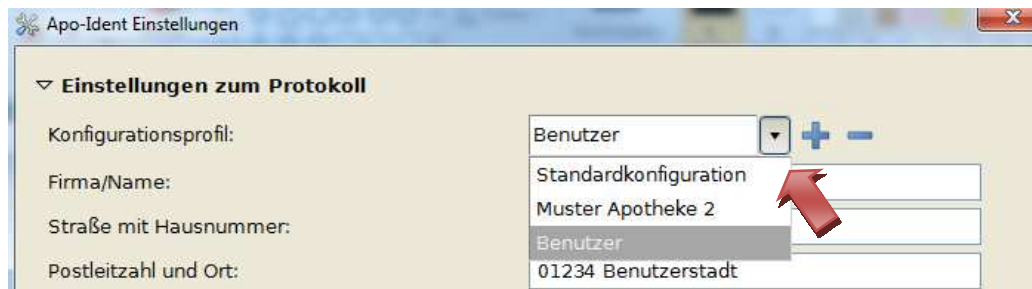 Apo-Ident Einstellungen
Einstellungen zum Protokoll
Konfigurationsprofil: Benutzer
Standardkonfiguration
Firma/Name:
Muster Apotheke 2
Straße mit Hausnummer:
Benutzer
Postleitzahl und Ort: 01234 Benutzerstadt